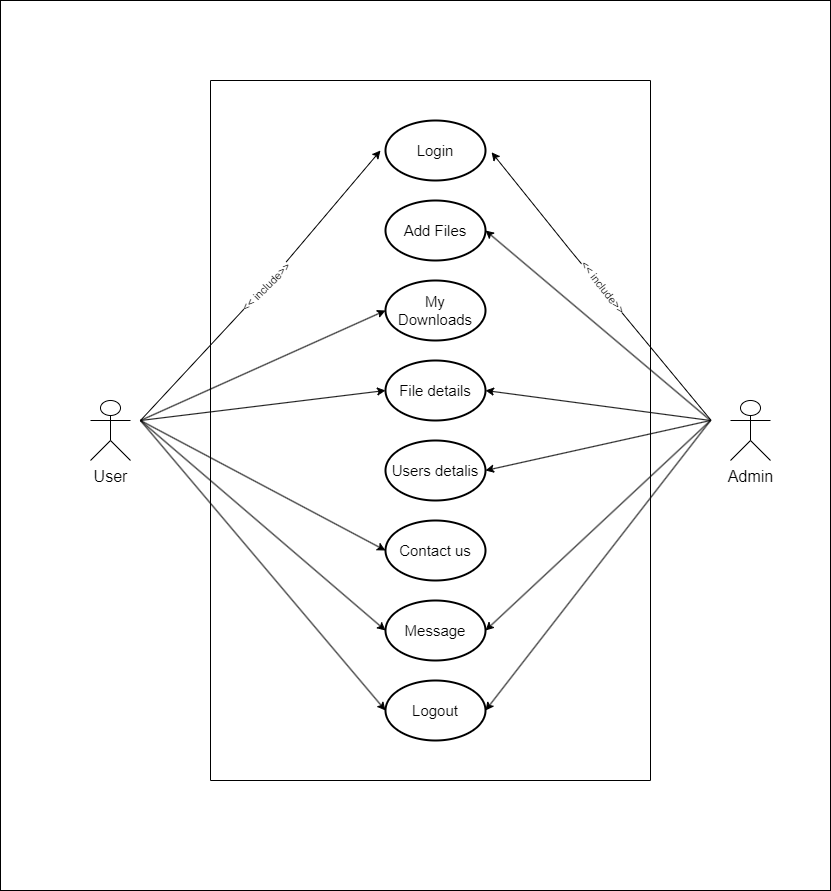 Login
Add Files
<< include>>
<< include>>
My
Downloads
File details
Users detalis
User
Admin
Contact us
Message
Logout